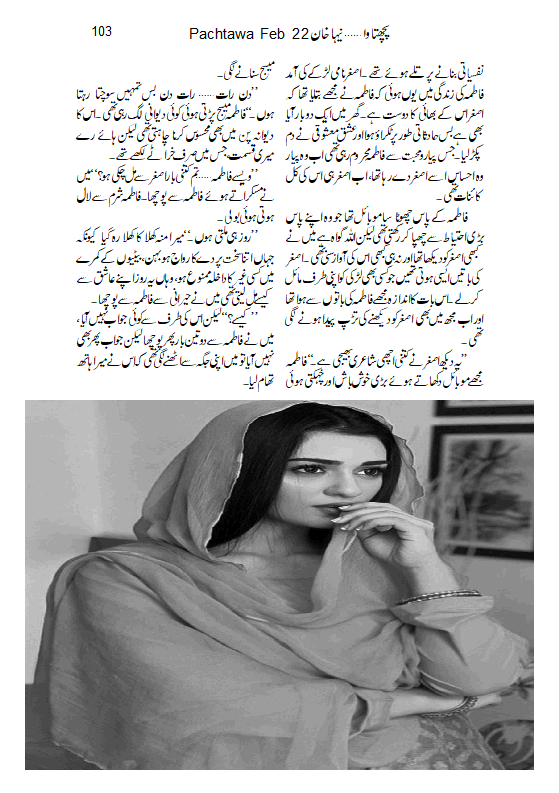 103
Pachtawa Feb 22 پچھتاوا......نیہا خان
نفسیاتی بنانے پر تلے ہوئے تھے۔ اصغر نامی لڑکے کی آمد
فاطمہ کی زندگی میں یوں ہوئی کہ فاطمہ نے مجھے بتایا تھا کہ
اصغر اس کے بھائی کا دوست ہے۔ گھر میں ایک دو بار آیا
بھی ہے بس حادثاتی طور پر ٹکراؤ ہوا اور عشق معشوقی نے دم
پکڑ لیا۔ جس پیار و محبت سے فاطمہ محروم رہی تھی اب وہ پیار
وہ احساس اسے اصغر دے رہا تھا، اب اصغر ہی اس کی کل
کائنات تھی۔
فاطمہ کے پاس چھوٹا سا موبائل تھا جو وہ اپنے پاس
بڑی احتیاط سے چھپا کر رکھتی تھی لیکن اللہ گواہ ہے میں نے
کبھی اصغر کو دیکھا تھا اور نہ ہی کبھی اس کی آواز سنی تھی۔ اصغر
کی باتیں ایسی ہوتی تھیں جو کسی بھی لڑکی کو اپنی طرف مائل
کر لے۔ اس بات کا اندازہ مجھے فاطمہ کی باتوں سے ہوا تھا
اور اب مجھ میں بھی اصغر کو دیکھنے کی تڑپ پیدا ہونے لگی
تھی۔
”یہ دیکھ اصغر نے کتنی اچھی شاعری بھیجی ہے۔“ فاطمہ
مجھے موبائل دکھاتے ہوئے بڑی خوش باش اور چہکتی ہوئی
میسج سنانے لگی۔
”دن رات...... رات دن بس تمہیں سوچتا رہتا
ہوں۔“ فاطمہ میسج پڑتی ہوئی کوئی دیوانی لگ رہی تھی۔ اس کا
دیوانہ پن میں بھی محسوس کرنا چاہتی تھی لیکن ہائے رے
میری قسمت، جس میں صرف خرانے لکھے تھے۔
”ویسے فاطمہ...... تم کتنی بار اصغر سے مل چکی ہو؟“ میں
نے مسکراتے ہوئے فاطمہ سے پوچھا۔ فاطمہ شرم سے لال
ہوتی ہوئی بولی۔
”روز ہی ملتی ہوں۔“ میرا منہ کھلا کا کھلا رہ گیا کیونکہ
جہاں اتنا سخت پردے کا رواج ہو، بہن، بیٹیوں کے کمرے
میں کسی غیر کا داخلہ ممنوع ہو، وہاں یہ روز اپنے عاشق سے
کیسے مل لیتی تھی میں نے حیرانی سے فاطمہ سے پوچھا۔
”کیسے؟“ لیکن اس کی طرف سے کوئی جواب نہیں آیا،
میں نے فاطمہ سے دو تین بار پھر پوچھا لیکن جواب پھر بھی
نہیں آیا تو میں اپنی جگہ سے اٹھنے لگی تھی کہ اس نے میرا ہاتھ
تھام لیا۔